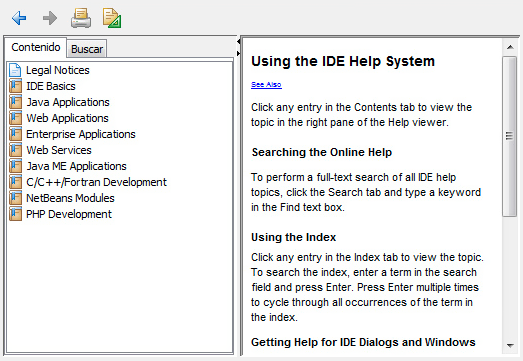 Contenido
Buscar
Legal Notices
IDE Basics
Java Applications
Web Applications
Enterprise Applications
Web Services
Java ME Applications
C/C++/Fortran Development
NetBeans Modules
PHP Development
Using the IDE Help System
See Also
Click any entry in the Contents tab to view the
topic in the right pane of the Help viewer.
Searching the Online Help
To perform a full-text search of all IDE help
topics, click the Search tab and type a keyword
in the Find text box.
Using the Index
Click any entry in the Index tab to view the topic.
To search the index, enter a term in the search
field and press Enter. Press Enter multiple times
to cycle through all occurrences of the term in
the index.
Getting Help for IDE Dialogs and Windows